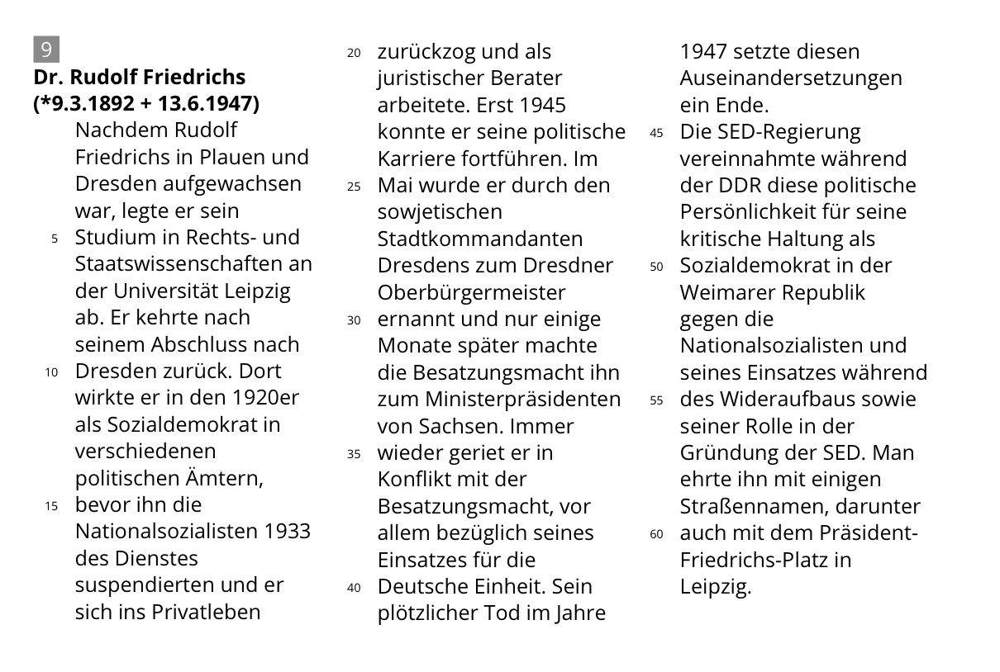 9
Dr. Rudolf Friedrichs
(*9.3.1892 + 13.6.1947)
Nachdem Rudolf
Friedrichs in Plauen und
Dresden aufgewachsen
war, legte er sein
5 Studium in Rechts- und
Staatswissenschaften an
der Universität Leipzig
ab. Er kehrte nach
seinem Abschluss nach
10 Dresden zurück. Dort
wirkte er in den 1920er
als Sozialdemokrat in
verschiedenen
politischen Ämtern,
15 bevor ihn die
Nationalsozialisten 1933
des Dienstes
suspendierten und er
sich ins Privatleben
20 zurückzog und als
juristischer Berater
arbeitete. Erst 1945
konnte er seine politische
Karriere fortführen. Im
25 Mai wurde er durch den
sowjetischen
Stadtkommandanten
Dresdens zum Dresdner
Oberbürgermeister
30 ernannt und nur einige
Monate später machte
die Besatzungsmacht ihn
zum Ministerpräsidenten
von Sachsen. Immer
35 wieder geriet er in
Konflikt mit der
Besatzungsmacht, vor
allem bezüglich seines
Einsatzes für die
40 Deutsche Einheit. Sein
plötzlicher Tod im Jahre
1947 setzte diesen
Auseinandersetzungen
ein Ende.
45 Die SED-Regierung
vereinnahmte während
der DDR diese politische
Persönlichkeit für seine
kritische Haltung als
50 Sozialdemokrat in der
Weimarer Republik
gegen die
Nationalsozialisten und
seines Einsatzes während
55 des Wideraufbaus sowie
seiner Rolle in der
Gründung der SED. Man
ehrte ihn mit einigen
Straßennamen, darunter
60 auch mit dem Präsident-
Friedrichs-Platz in
Leipzig.